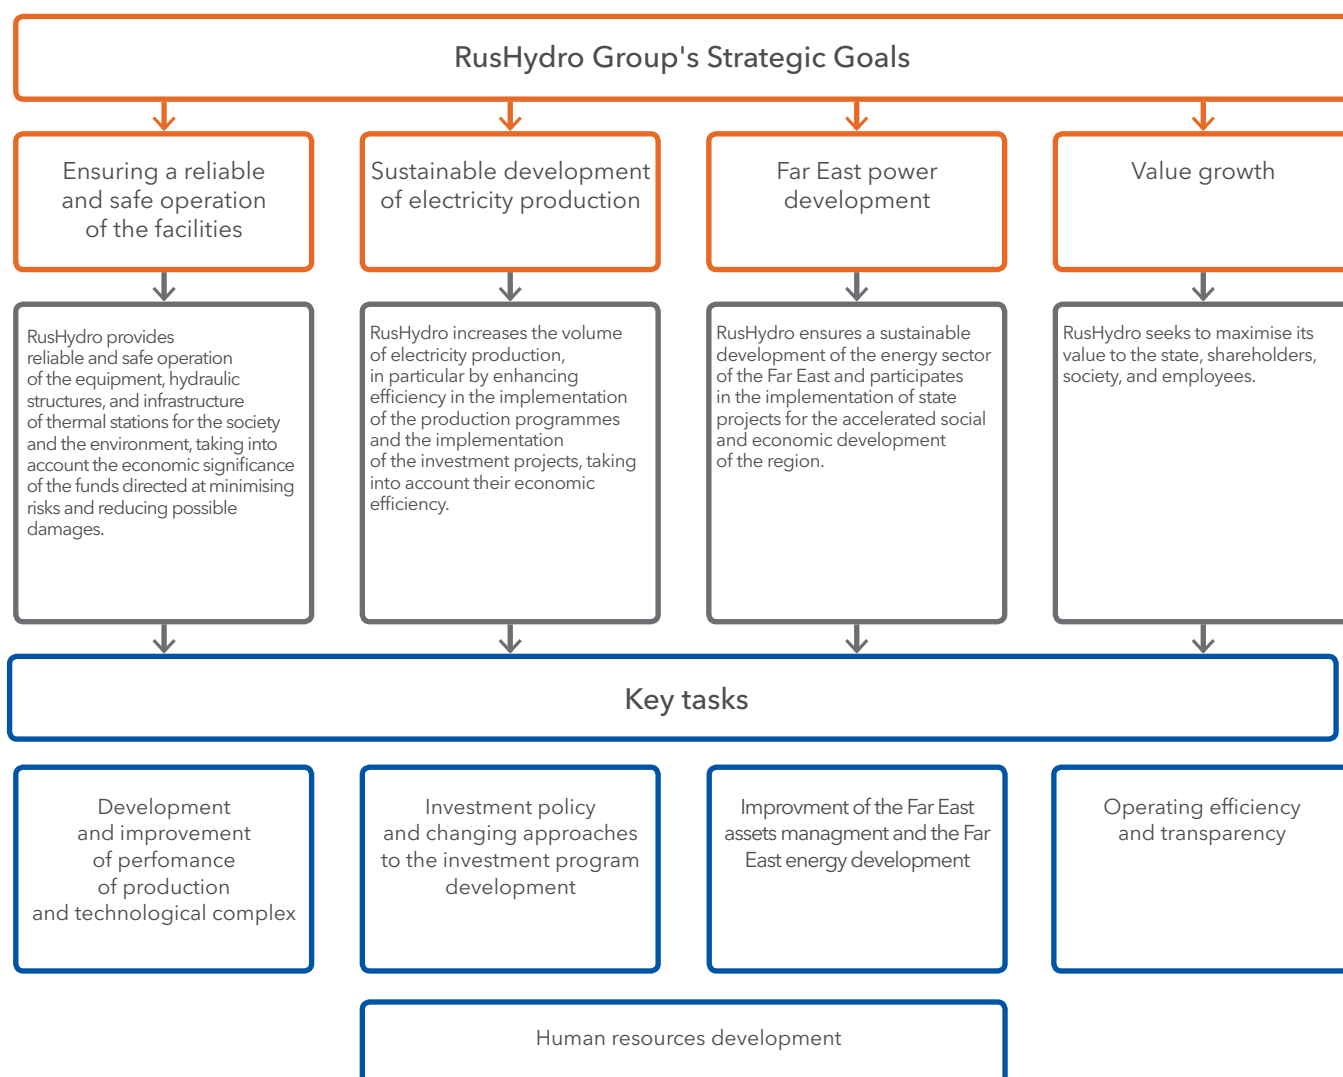 RusHydro Group's Strategic Goals
Ensuring a reliable
and safe operation
of the facilities
Sustainable development
of electricity production
Far East power
development
Value growth
RusHydro provides
reliable and safe operation
of the equipment, hydraulic
structures, and infrastructure
of thermal stations for the society
and the environment, taking into
account the economic significance
of the funds directed at minimising
risks and reducing possible
damages.
RusHydro increases the volume
of electricity production,
in particular by enhancing
efficiency in the implementation
of the production programmes
and the implementation
of the investment projects, taking
into account their economic
efficiency.
RusHydro ensures a sustainable
development of the energy sector
of the Far East and participates
in the implementation of state
projects for the accelerated social
and economic development
of the region.
RusHydro seeks to maximise its
value to the state, shareholders,
society, and employees.
Key tasks
Development
and improvement
of perfomance
of production
and technological complex
Investment policy
and changing approaches
to the investment program
development
Improvment of the Far East
assets managment and the Far
East energy development
Operating efficiency
and transparency
Human resources development